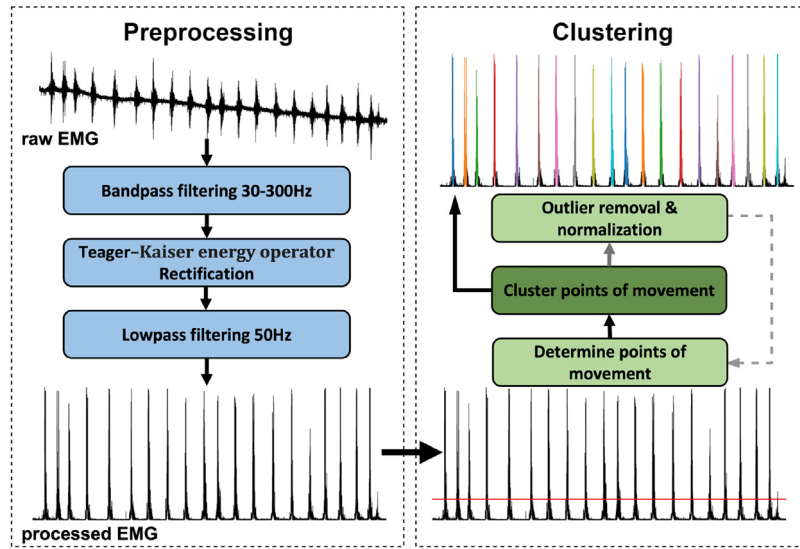 Preprocessing
raw EMG
Bandpass filtering 30-300Hz
Teager–Kaiser energy operator
Rectification
Lowpass filtering 50Hz
processed EMG
Clustering
Outlier removal &
normalization
Cluster points of movement
Determine points of
movement